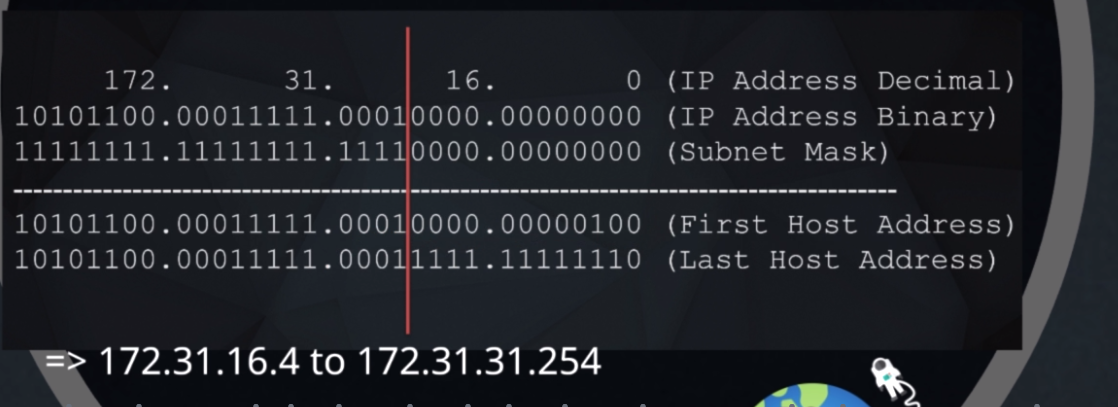 172. 31. 16. 0 (IP Address Decimal)
10101100.00011111.00010000.00000000 (IP Address Binary)
11111111.11111111.11110000.00000000 (Subnet Mask)
10101100.00011111.00010000.00000100 (First Host Address)
10101100.00011111.00011111.11111110 (Last Host Address)
=> 172.31.16.4 to 172.31.31.254